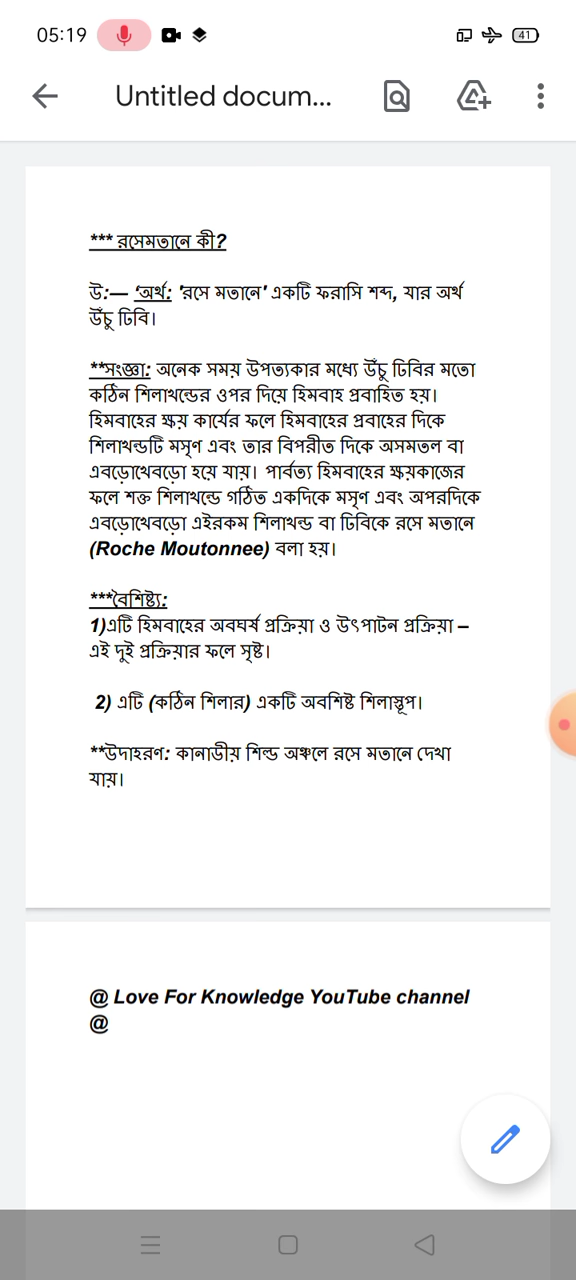 05:19
41
Untitled docum...
*** রসেমতানে কী?
উ:— 'অর্থ: 'রসে মতানে' একটি ফরাসি শব্দ, যার অর্থ
উঁচু ঢিবি।
**সংজ্ঞা: অনেক সময় উপত্যকার মধ্যে উঁচু ঢিবির মতো
কঠিন শিলাখন্ডের ওপর দিয়ে হিমবাহ প্রবাহিত হয়।
হিমবাহের ক্ষয় কার্যের ফলে হিমবাহের প্রবাহের দিকে
শিলাখন্ডটি মসৃণ এবং তার বিপরীত দিকে অসমতল বা
এবড়োখেবড়ো হয়ে যায়। পার্বত্য হিমবাহের ক্ষয়কাজের
ফলে শক্ত শিলাখন্ডে গঠিত একদিকে মসৃণ এবং অপরদিকে
এবড়োখেবড়ো এইরকম শিলাখন্ড বা ঢিবিকে রসে মতানে
(Roche Moutonnee) বলা হয়।
***বৈশিষ্ট্য:
1)এটি হিমবাহের অবঘর্ষ প্রক্রিয়া ও উৎপাটন প্রক্রিয়া –
এই দুই প্রক্রিয়ার ফলে সৃষ্ট।
2) এটি (কঠিন শিলার) একটি অবশিষ্ট শিলাস্তূপ।
**উদাহরণ: কানাডীয় শিল্ড অঞ্চলে রসে মতানে দেখা
যায়।
@ Love For Knowledge YouTube channel
@